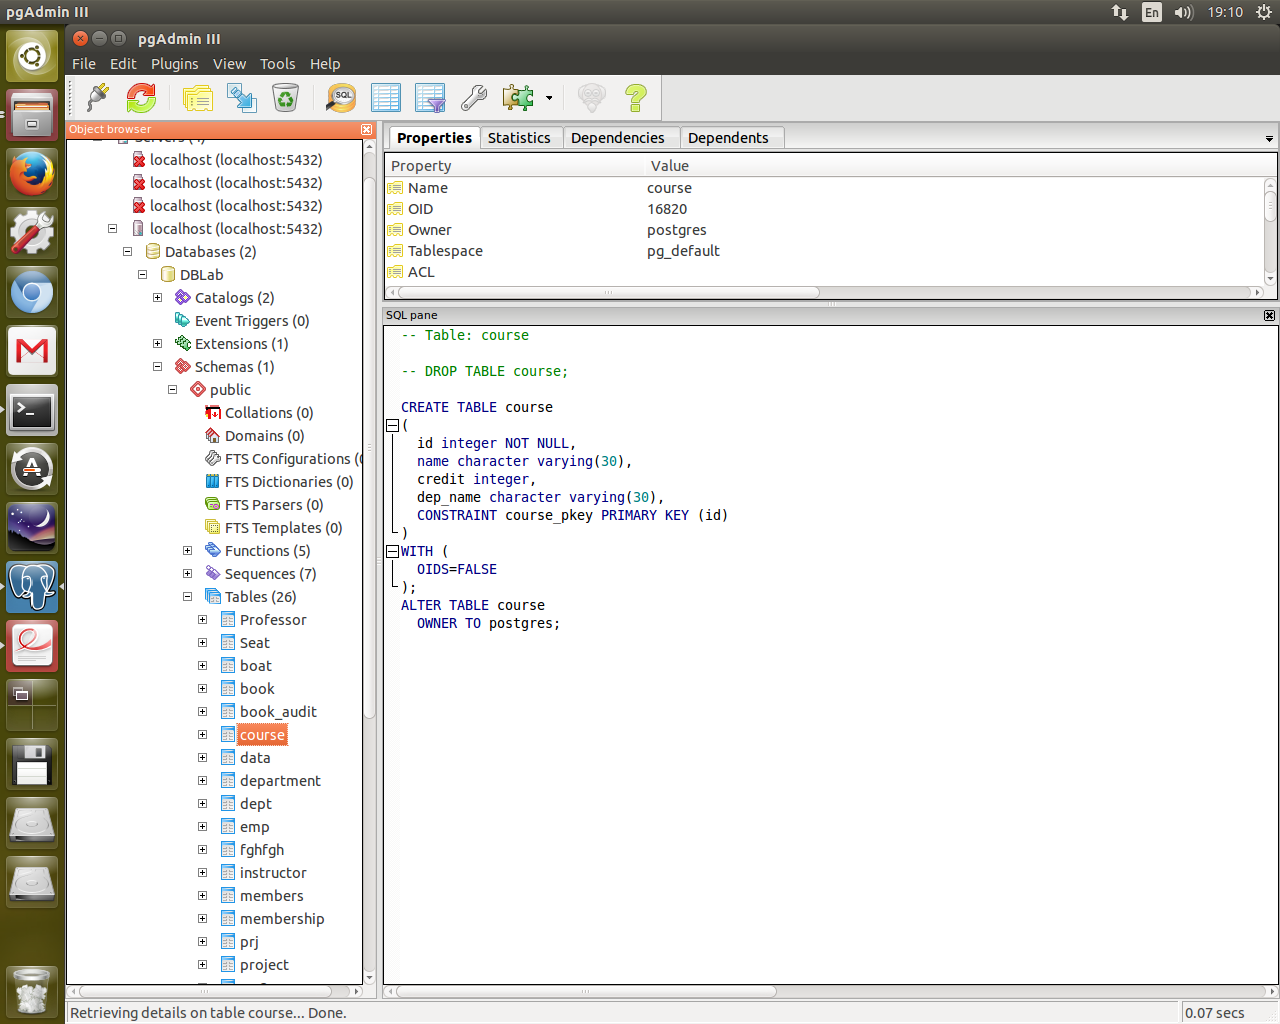 pgAdmin III
En
19:10
pgAdmin III
File Edit Plugins View Tools Help
SQL
Object browser
localhost (localhost:5432)
localhost (localhost:5432)
localhost (localhost:5432)
localhost (localhost:5432)
Databases (2)
DBLab
Catalogs (2)
Event Triggers (0)
Extensions (1)
Schemas (1)
public
Collations (0)
Domains (0)
FTS Configurations (
FTS Dictionaries (0)
FTS Parsers (0)
FTS Templates (0)
Functions (5)
Sequences (7)
Tables (26)
Professor
Seat
boat
book
book_audit
course
data
department
dept
emp
fghfgh
instructor
members
membership
prj
project
Properties Statistics Dependencies Dependents
Property Value
Name course
OID 16820
Owner postgres
Tablespace pg_default
ACL
SQL pane
-- Table: course
-- DROP TABLE course;
CREATE TABLE course
(
id integer NOT NULL,
name character varying(30),
credit integer,
dep_name character varying(30),
CONSTRAINT course_pkey PRIMARY KEY (id)
)
WITH (
OIDS=FALSE
);
ALTER TABLE course
OWNER TO postgres;
Retrieving details on table course... Done.
0.07 secs